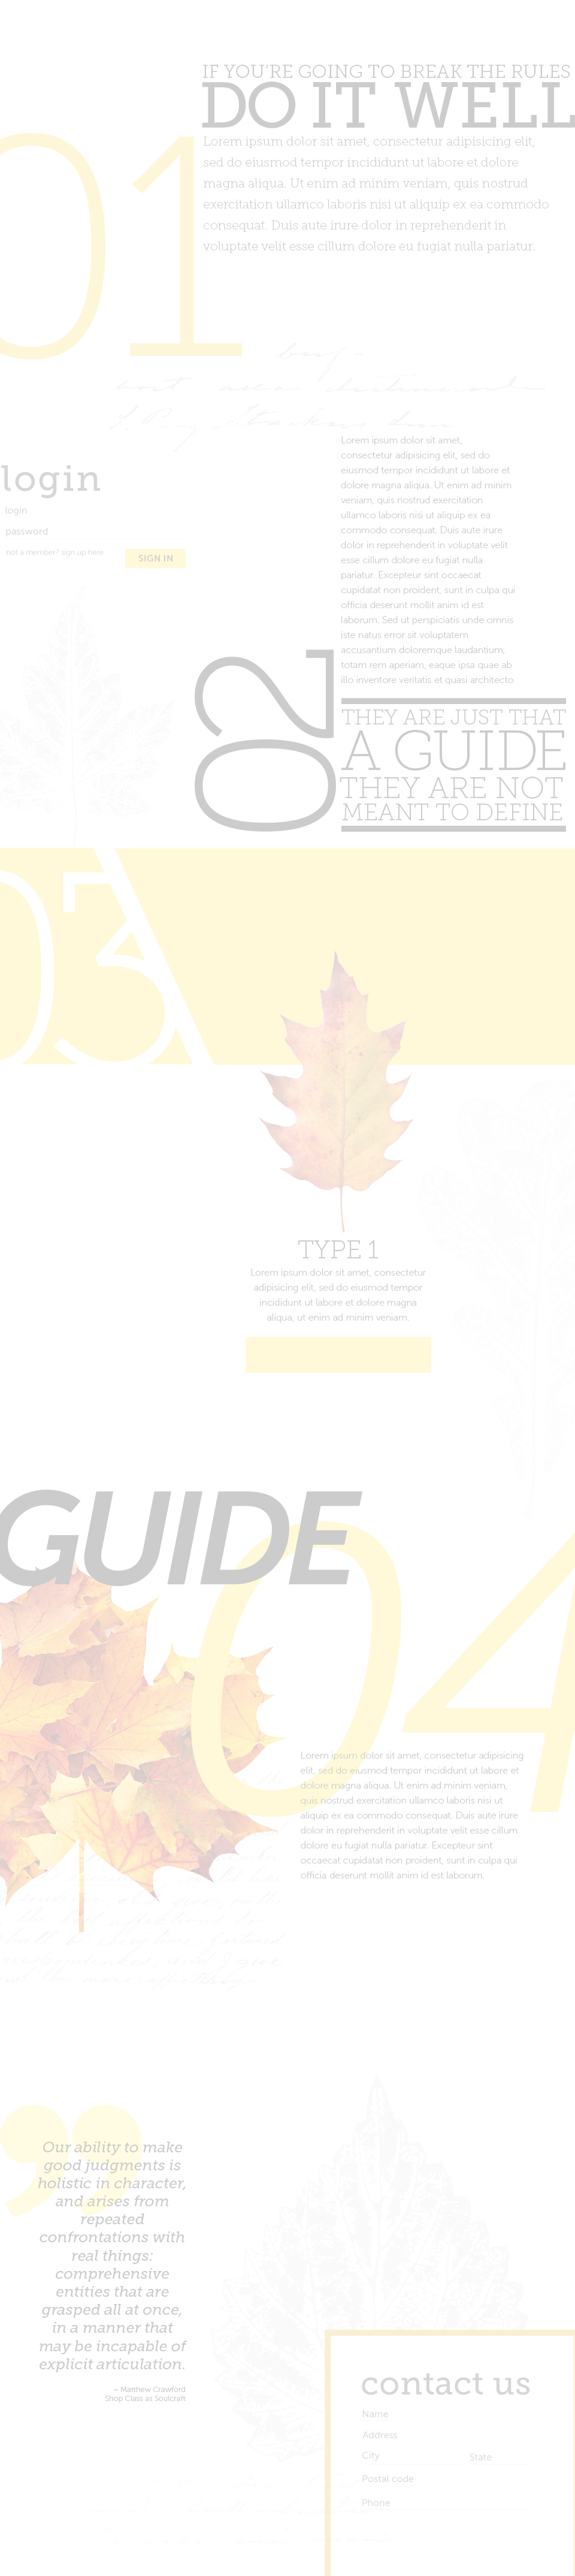 IF YOU'RE GOING TO BREAK THE RULES
DO IT WELL
01
Lorem ipsum dolor sit amet, consectetur adipisicing elit,
sed do eiusmod tempor incididunt ut labore et dolore
magna aliqua. Ut enim ad minim veniam, quis nostrud
exercitation ullamco laboris nisi ut aliquip ex ea commodo
consequat. Duis aute irure dolor in reprehenderit in
voluptate velit esse cillum dolore eu fugiat nulla pariatur.
login
login
password
not a member? sign up here
SIGN IN
Lorem ipsum dolor sit amet,
consectetur adipisicing elit, sed do
eiusmod tempor incididunt ut labore et
dolore magna aliqua. Ut enim ad minim
veniam, quis nostrud exercitation
ullamco laboris nisi ut aliquip ex ea
commodo consequat. Duis aute irure
dolor in reprehenderit in voluptate velit
esse cillum dolore eu fugiat nulla
pariatur. Excepteur sint occaecat
cupidatat non proident, sunt in culpa qui
officia deserunt mollit anim id est
laborum. Sed ut perspiciatis unde omnis
iste natus error sit voluptatem
accusantium doloremque laudantium,
totam rem aperiam, eaque ipsa quae ab
illo inventore veritatis et quasi architecto
02
THEY ARE JUST THAT
A GUIDE
THEY ARE NOT
MEANT TO DEFINE
03
TYPE 1
Lorem ipsum dolor sit amet, consectetur
adipisicing elit, sed do eiusmod tempor
incididunt ut labore et dolore magna
aliqua, ut enim ad minim veniam.
GUIDE
04
Lorem ipsum dolor sit amet, consectetur adipisicing
elit, sed do eiusmod tempor incididunt ut labore et
dolore magna aliqua. Ut enim ad minim veniam,
quis nostrud exercitation ullamco laboris nisi ut
aliquip ex ea commodo consequat. Duis aute irure
dolor in reprehenderit in voluptate velit esse cillum
dolore eu fugiat nulla pariatur. Excepteur sint
occaecat cupidatat non proident, sunt in culpa qui
officia deserunt mollit anim id est laborum.
”
Our ability to make
good judgments is
holistic in character,
and arises from
repeated
confrontations with
real things:
comprehensive
entities that are
grasped all at once,
in a manner that
may be incapable of
explicit articulation.
– Matthew Crawford
Shop Class as Soulcraft
contact us
Name
Address
City
State
Postal code
Phone